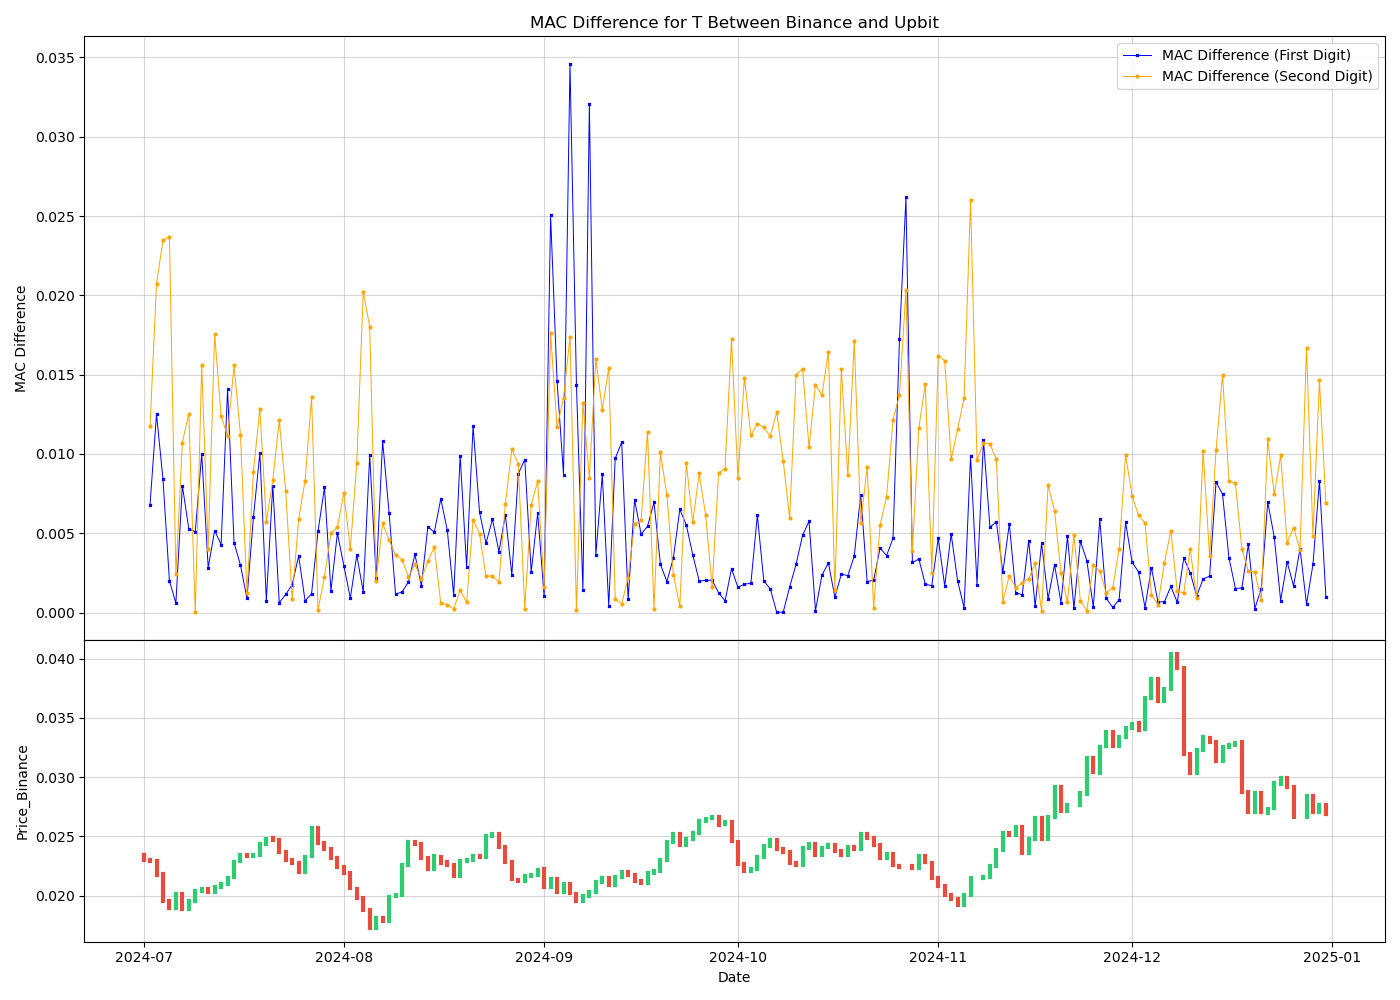 MAC Difference for T Between Binance and Upbit
MAC Difference (First Digit)
MAC Difference (Second Digit)
MAC Difference
0.035
0.030
0.025
0.020
0.015
0.010
0.005
0.000
Price_Binance
0.040
0.035
0.030
0.025
0.020
2024-07 2024-08 2024-09 2024-10 2024-11 2024-12 2025-01
Date